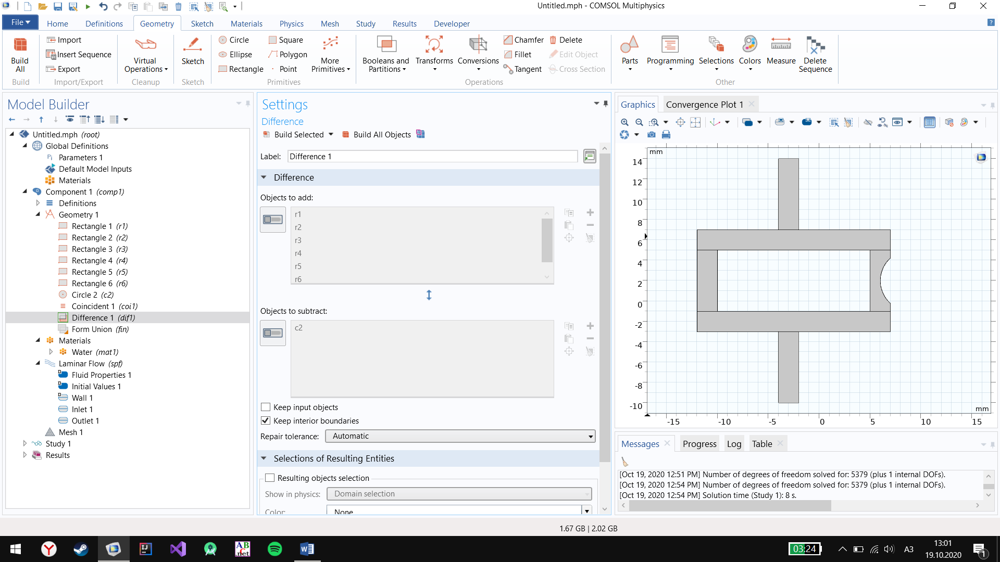 Untitled.mph - COMSOL Multiphysics
File Home Definitions Geometry Sketch Materials Physics Mesh Study Results Developer
Build All
Build
Import
Insert Sequence
Export
Import/Export
Virtual Operations
Cleanup
Sketch
Sketch
Circle Square
Ellipse Polygon
Rectangle Point
More Primitives
Primitives
Booleans and Partitions
Transforms
Conversions
Chamfer Delete
Fillet Edit Object
Tangent Cross Section
Operations
Parts
Programming
Selections
Colors
Measure
Delete Sequence
Other
Model Builder
Untitled.mph (root)
Global Definitions
Pi Parameters 1
Default Model Inputs
Materials
Component 1 (comp1)
Definitions
Geometry 1
Rectangle 1 (r1)
Rectangle 2 (r2)
Rectangle 3 (r3)
Rectangle 4 (r4)
Rectangle 5 (r5)
Rectangle 6 (r6)
Circle 2 (c2)
Coincident 1 (coi1)
Difference 1 (dif1)
Form Union (fin)
Materials
Water (mat1)
Laminar Flow (spf)
Fluid Properties 1
Initial Values 1
Wall 1
Inlet 1
Outlet 1
Mesh 1
Study 1
Results
Settings
Difference
Build Selected Build All Objects
Label: Difference 1
Difference
Objects to add:
r1
r2
r3
r4
r5
r6
Objects to subtract:
c2
Keep input objects
Keep interior boundaries
Repair tolerance: Automatic
Selections of Resulting Entities
Resulting objects selection
Show in physics: Domain selection
Color: None
Graphics Convergence Plot 1
mm
14
12
10
8
6
4
2
0
-2
-4
-6
-8
-10
mm
-15 -10 -5 0 5 10 15
Messages Progress Log Table
[Oct 19, 2020 12:51 PM] Number of degrees of freedom solved for: 5379 (plus 1 internal DOFs).
[Oct 19, 2020 12:54 PM] Number of degrees of freedom solved for: 5379 (plus 1 internal DOFs).
[Oct 19, 2020 12:54 PM] Solution time (Study 1): 8 s.
1.67 GB | 2.02 GB
03:24
АЗ
13:01
19.10.2020
1